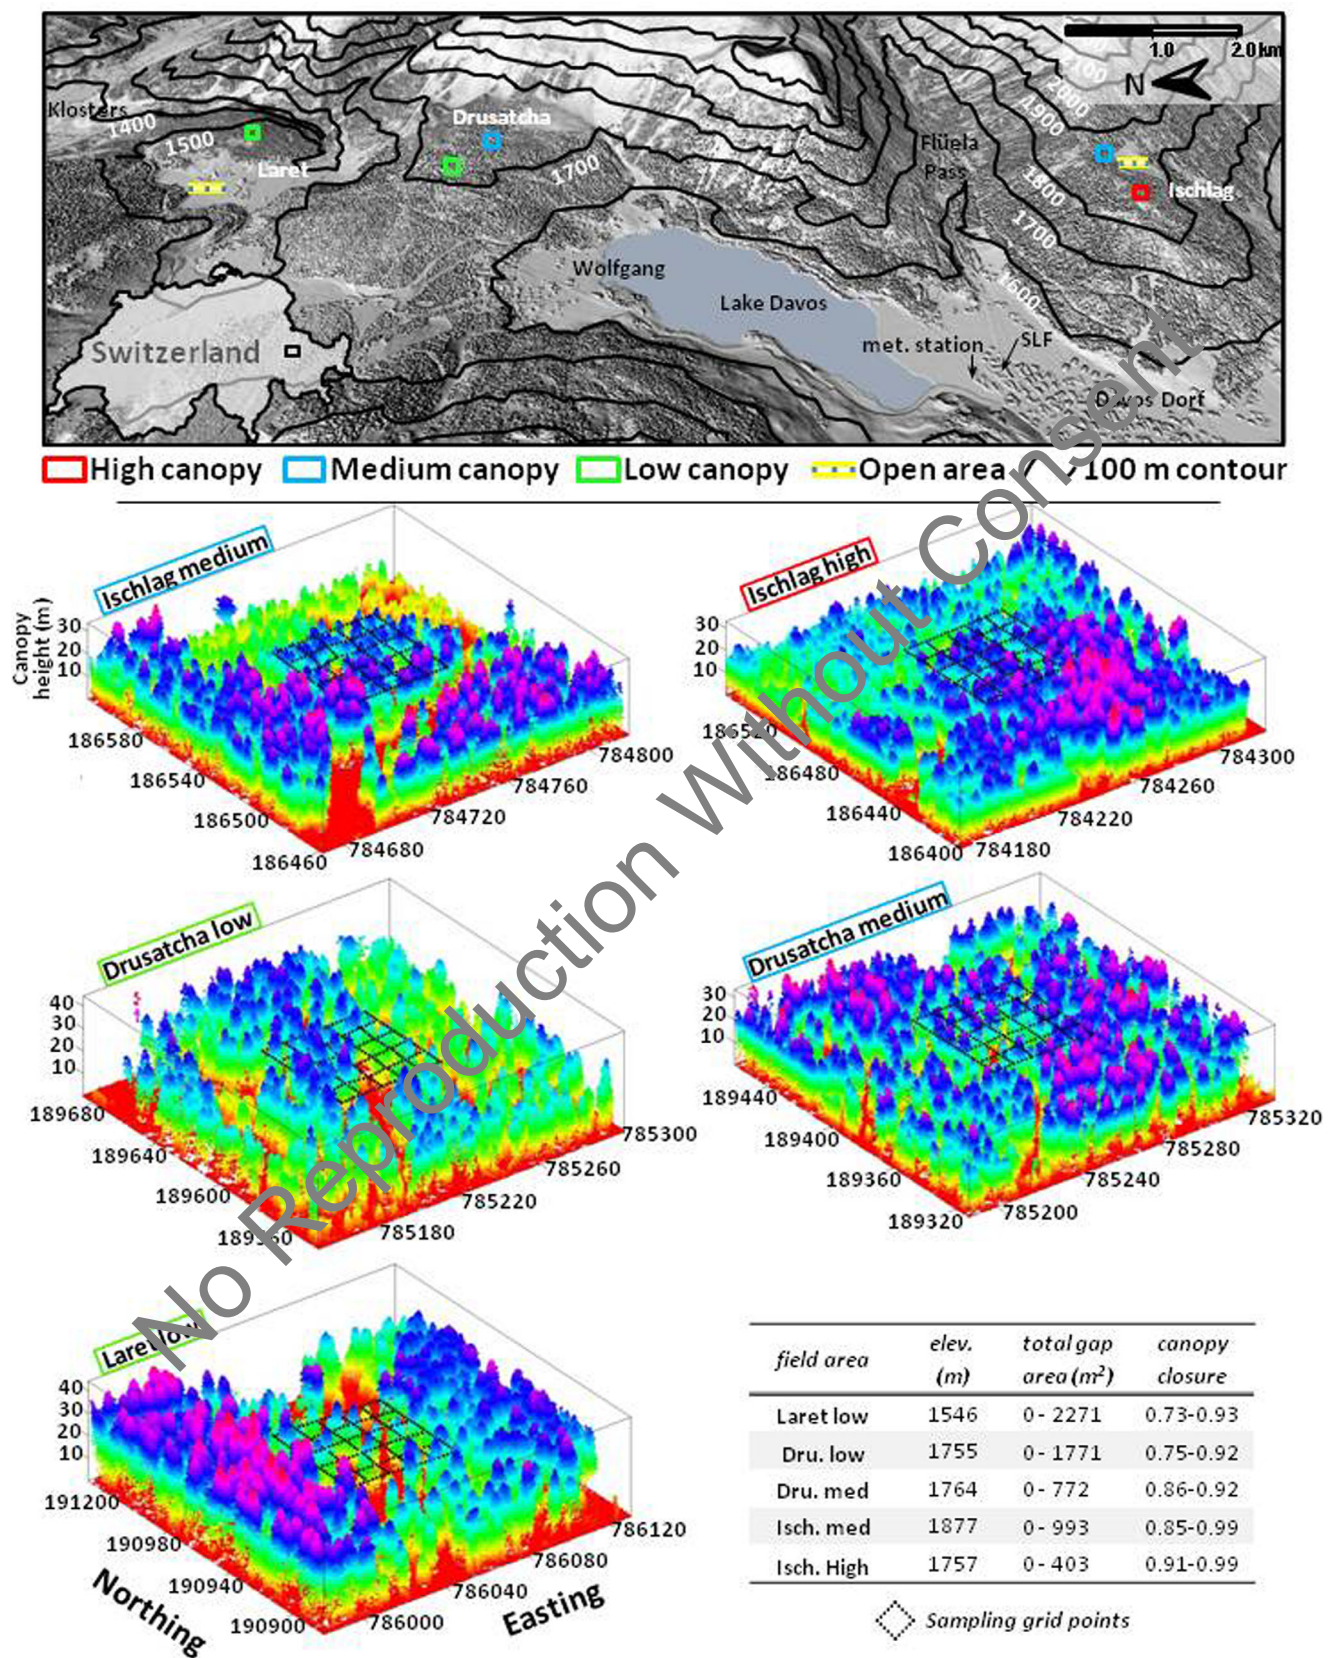 1.0 2.0 km
N
Klosters
1400
1500
Laret
Drusatcha
1700
Flüela
Pass
2100
2000
1900
1800
1700
1600
Ischlag
Wolfgang
Lake Davos
met. station
SLF
Davos Dorf
Switzerland
High canopy Medium canopy Low canopy Open area 100 m contour
Ischlag medium
Canopy
height (m)
30
20
10
186580
186540
186500
186460
784680
784720
784760
784800
Ischlag high
30
20
10
186520
186480
186440
186400
784180
784220
784260
784300
Drusatcha low
40
30
20
10
189680
189640
189600
189560
785180
785220
785260
785300
Drusatcha medium
30
20
10
189440
189400
189360
189320
785200
785240
785280
785320
Laret low
40
30
20
10
191200
190980
190940
190900
786000
786040
786080
786120
Northing
Easting
field area elev. (m) total gap area (m²) canopy closure
Laret low 1546 0 - 2271 0.73-0.93
Dru. low 1755 0 - 1771 0.75-0.92
Dru. med 1764 0 - 772 0.86-0.92
Isch. med 1877 0 - 993 0.85-0.99
Isch. High 1757 0 - 403 0.91-0.99
Sampling grid points
No Reproduction Without Consent